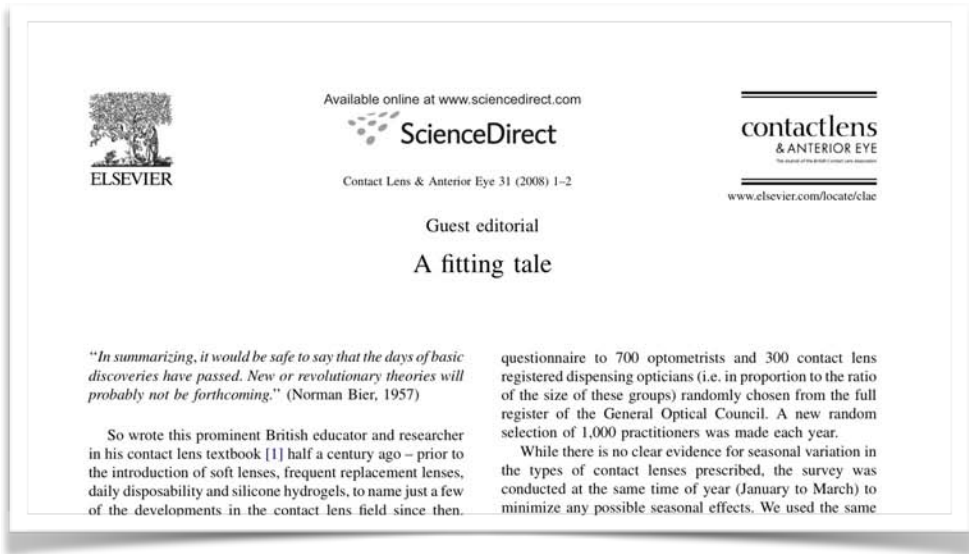 ELSEVIER
Available online at www.sciencedirect.com
ScienceDirect
Contact Lens & Anterior Eye 31 (2008) 1–2
contactlens
& ANTERIOR EYE
The Journal of the British Contact Lens Association
www.elsevier.com/locate/clae
Guest editorial
A fitting tale
“In summarizing, it would be safe to say that the days of basic
discoveries have passed. New or revolutionary theories will
probably not be forthcoming.” (Norman Bier, 1957)
So wrote this prominent British educator and researcher
in his contact lens textbook [1] half a century ago – prior to
the introduction of soft lenses, frequent replacement lenses,
daily disposability and silicone hydrogels, to name just a few
of the developments in the contact lens field since then.
questionnaire to 700 optometrists and 300 contact lens
registered dispensing opticians (i.e. in proportion to the ratio
of the size of these groups) randomly chosen from the full
register of the General Optical Council. A new random
selection of 1,000 practitioners was made each year.
While there is no clear evidence for seasonal variation in
the types of contact lenses prescribed, the survey was
conducted at the same time of year (January to March) to
minimize any possible seasonal effects. We used the same